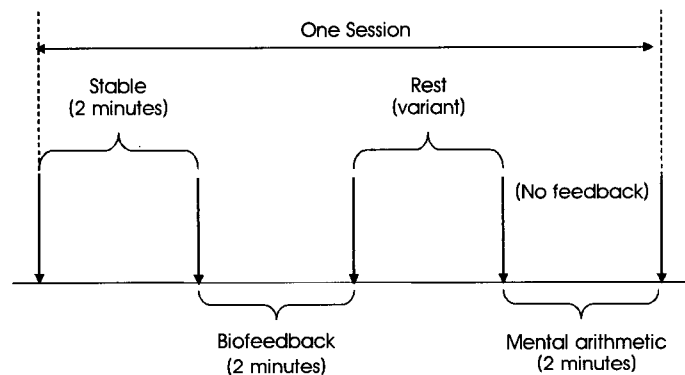 One Session
Stable
(2 minutes)
Rest
(variant)
(No feedback)
Biofeedback
(2 minutes)
Mental arithmetic
(2 minutes)